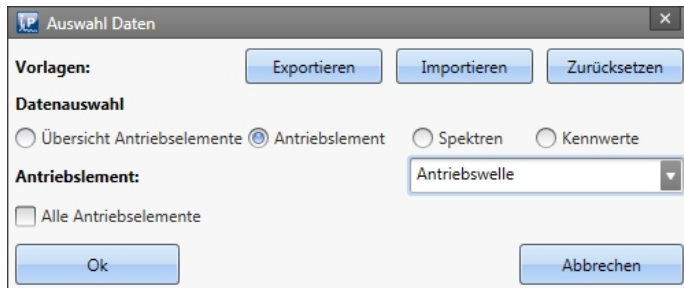 Auswahl Daten
Vorlagen: Exportieren Importieren Zurücksetzen
Datenauswahl
Übersicht Antriebselemente Antriebslement Spektren Kennwerte
Antriebslement: Antriebswelle
Alle Antriebselemente
Ok Abbrechen